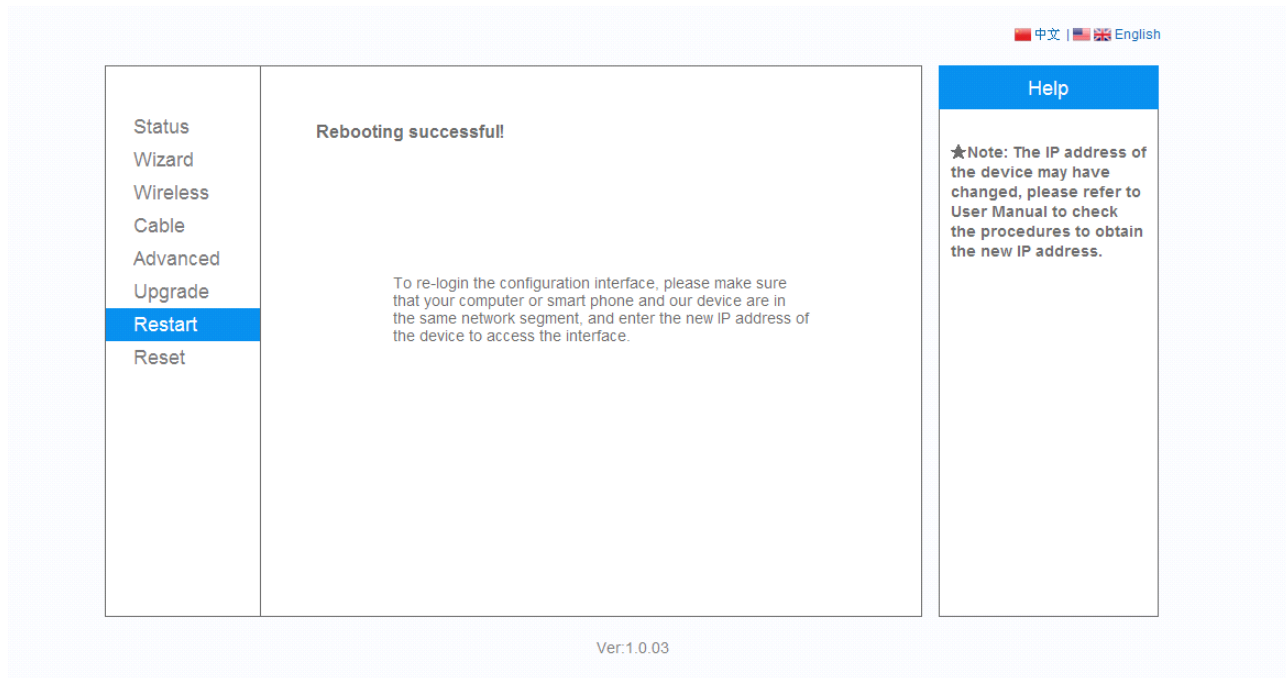 中文 | English
Help
Status
Wizard
Wireless
Cable
Advanced
Upgrade
Restart
Reset
Rebooting successful!
To re-login the configuration interface, please make sure
that your computer or smart phone and our device are in
the same network segment, and enter the new IP address of
the device to access the interface.
★Note: The IP address of
the device may have
changed, please refer to
User Manual to check
the procedures to obtain
the new IP address.
Ver:1.0.03